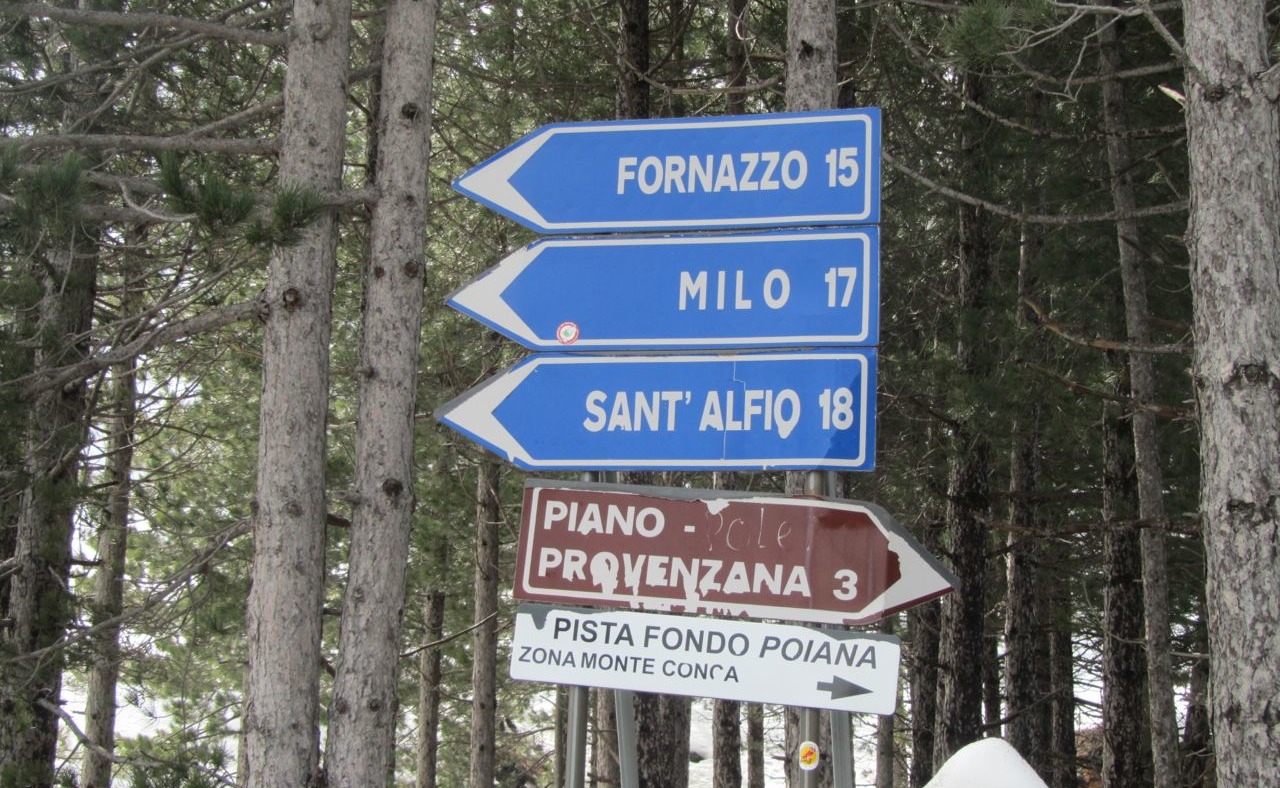 FORNAZZO 15
MILO 17
SANT' ALFIO 18
PIANO -
PROVENZANA 3
PISTA FONDO POIANA
ZONA MONTE CONCA